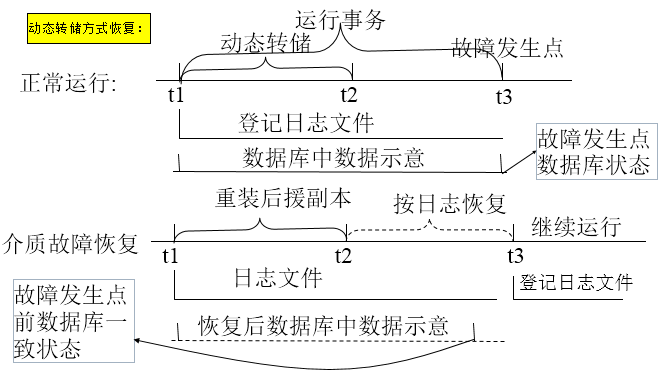 动态转储方式恢复：
运行事务
动态转储
故障发生点
正常运行:
t1
t2
t3
登记日志文件
数据库中数据示意
故障发生点
数据库状态
重装后援副本
按日志恢复
继续运行
介质故障恢复
t1
t2
t3
日志文件
登记日志文件
故障发生点
前数据库一
致状态
恢复后数据库中数据示意